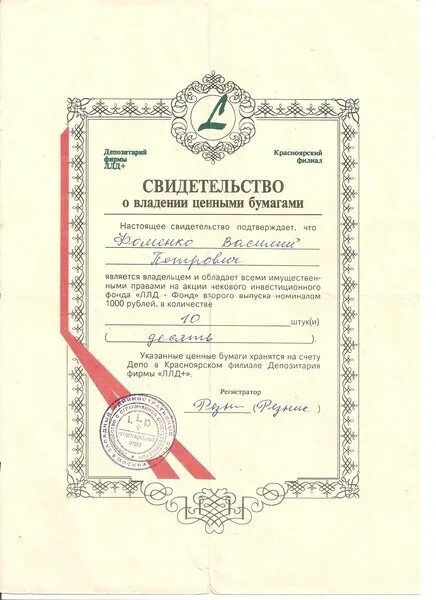 L
Депозитарий
фирмы
ЛЛД+
Красноярский
филиал
СВИДЕТЕЛЬСТВО
о владении ценными бумагами
Настоящее свидетельство подтверждает, что
Фоменко Василий
Петрович
является владельцем и обладает всеми имуществен-
ными правами на акции чекового инвестиционного
фонда «ЛЛД - Фонд» второго выпуска номиналом
1000 рублей, в количестве
10 штук(и)
( десять ).
Указанные ценные бумаги хранятся на счету
Депо в Красноярском филиале Депозитария
фирмы «ЛЛД+».
Регистратор
LLD
МОСКВА